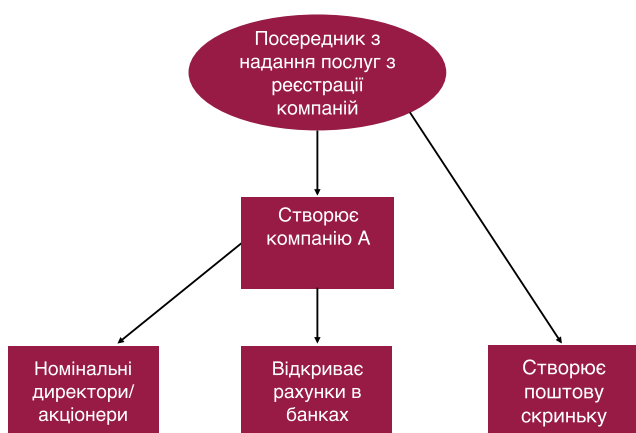 Посередник з
надання послуг з
реєстрації
компаній
Створює
компанію А
Номінальні
директори/
акціонери
Відкриває
рахунки в
банках
Створює
поштову
скриньку